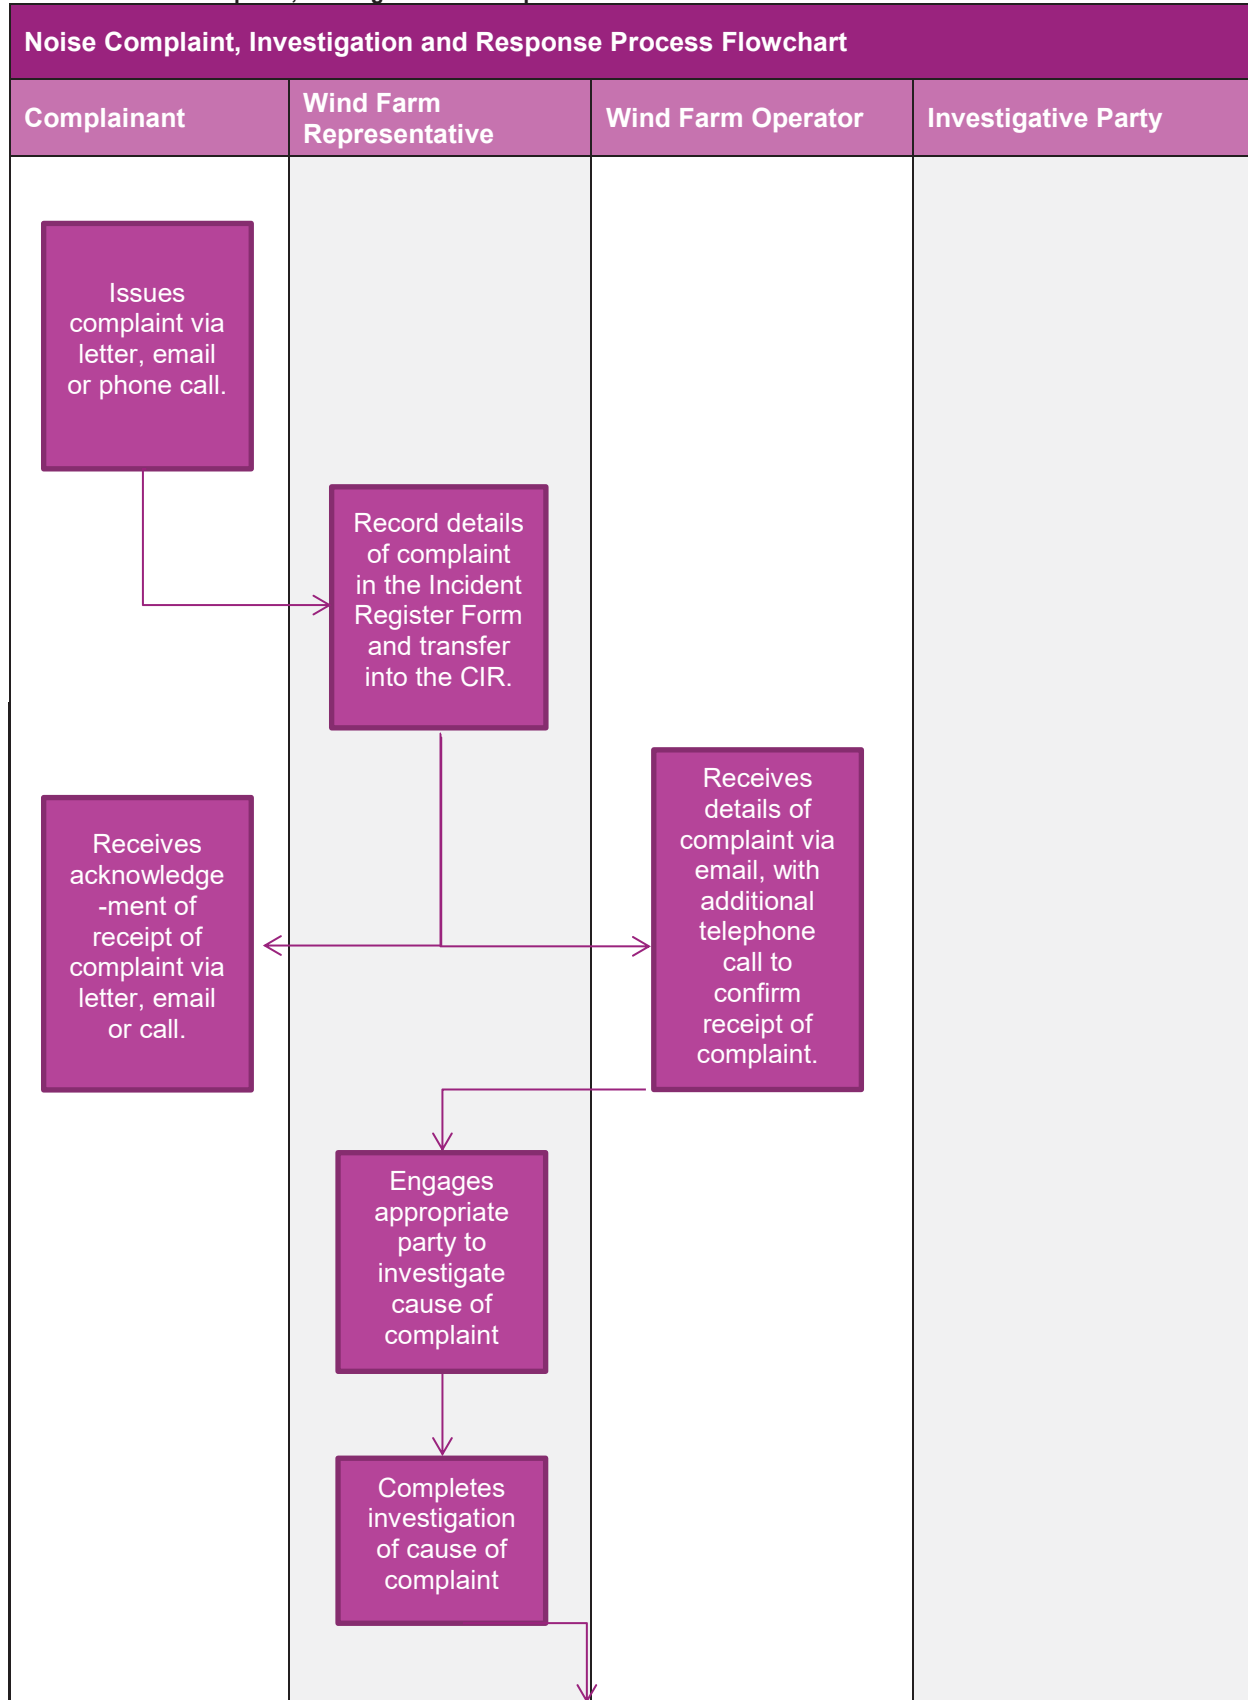 Noise Complaint, Investigation and Response Process Flowchart
Complainant
Wind Farm
Representative
Wind Farm Operator
Investigative Party
Issues
complaint via
letter, email
or phone call.
Record details
of complaint
in the Incident
Register Form
and transfer
into the CIR.
Receives
acknowledge
-ment of
receipt of
complaint via
letter, email
or call.
Receives
details of
complaint via
email, with
additional
telephone
call to
confirm
receipt of
complaint.
Engages
appropriate
party to
investigate
cause of
complaint
Completes
investigation
of cause of
complaint